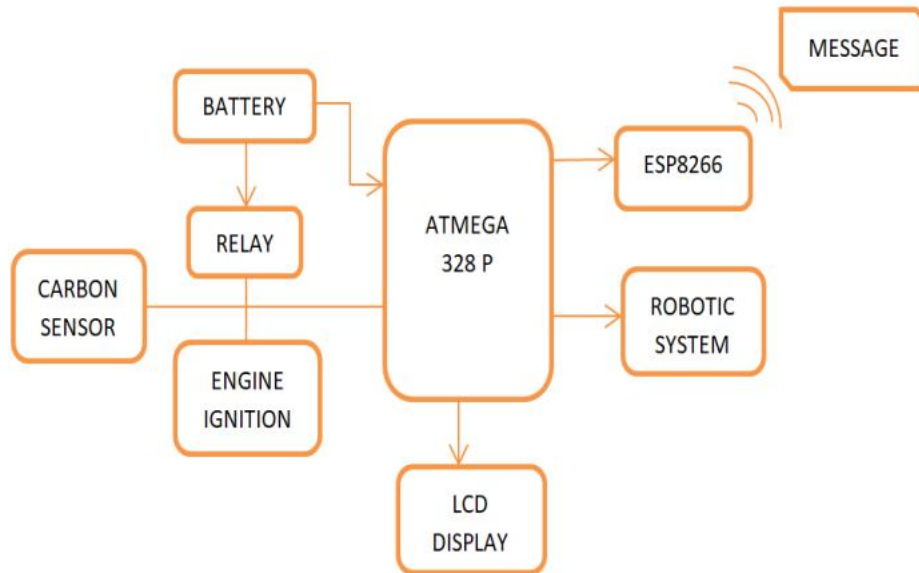 MESSAGE
BATTERY
ESP8266
ATMEGA
328 P
RELAY
CARBON
SENSOR
ROBOTIC
SYSTEM
ENGINE
IGNITION
LCD
DISPLAY